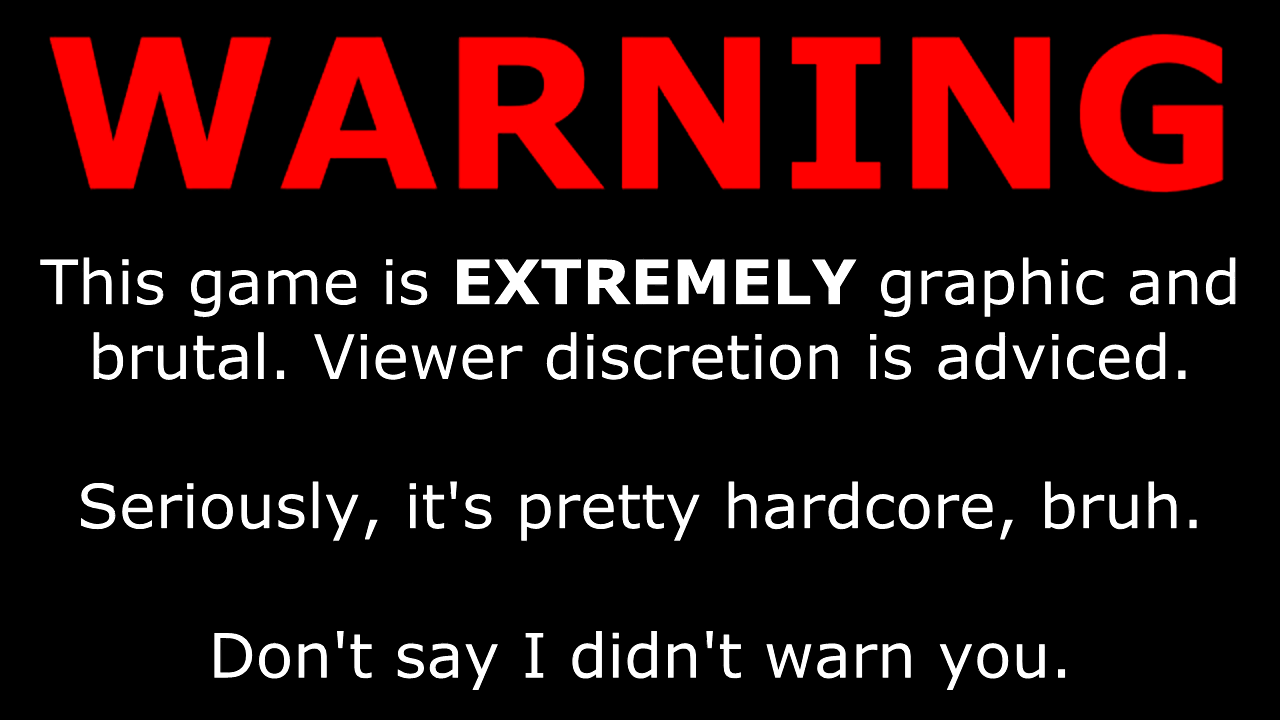 WARNING
This game is EXTREMELY graphic and
brutal. Viewer discretion is adviced.
Seriously, it's pretty hardcore, bruh.
Don't say I didn't warn you.